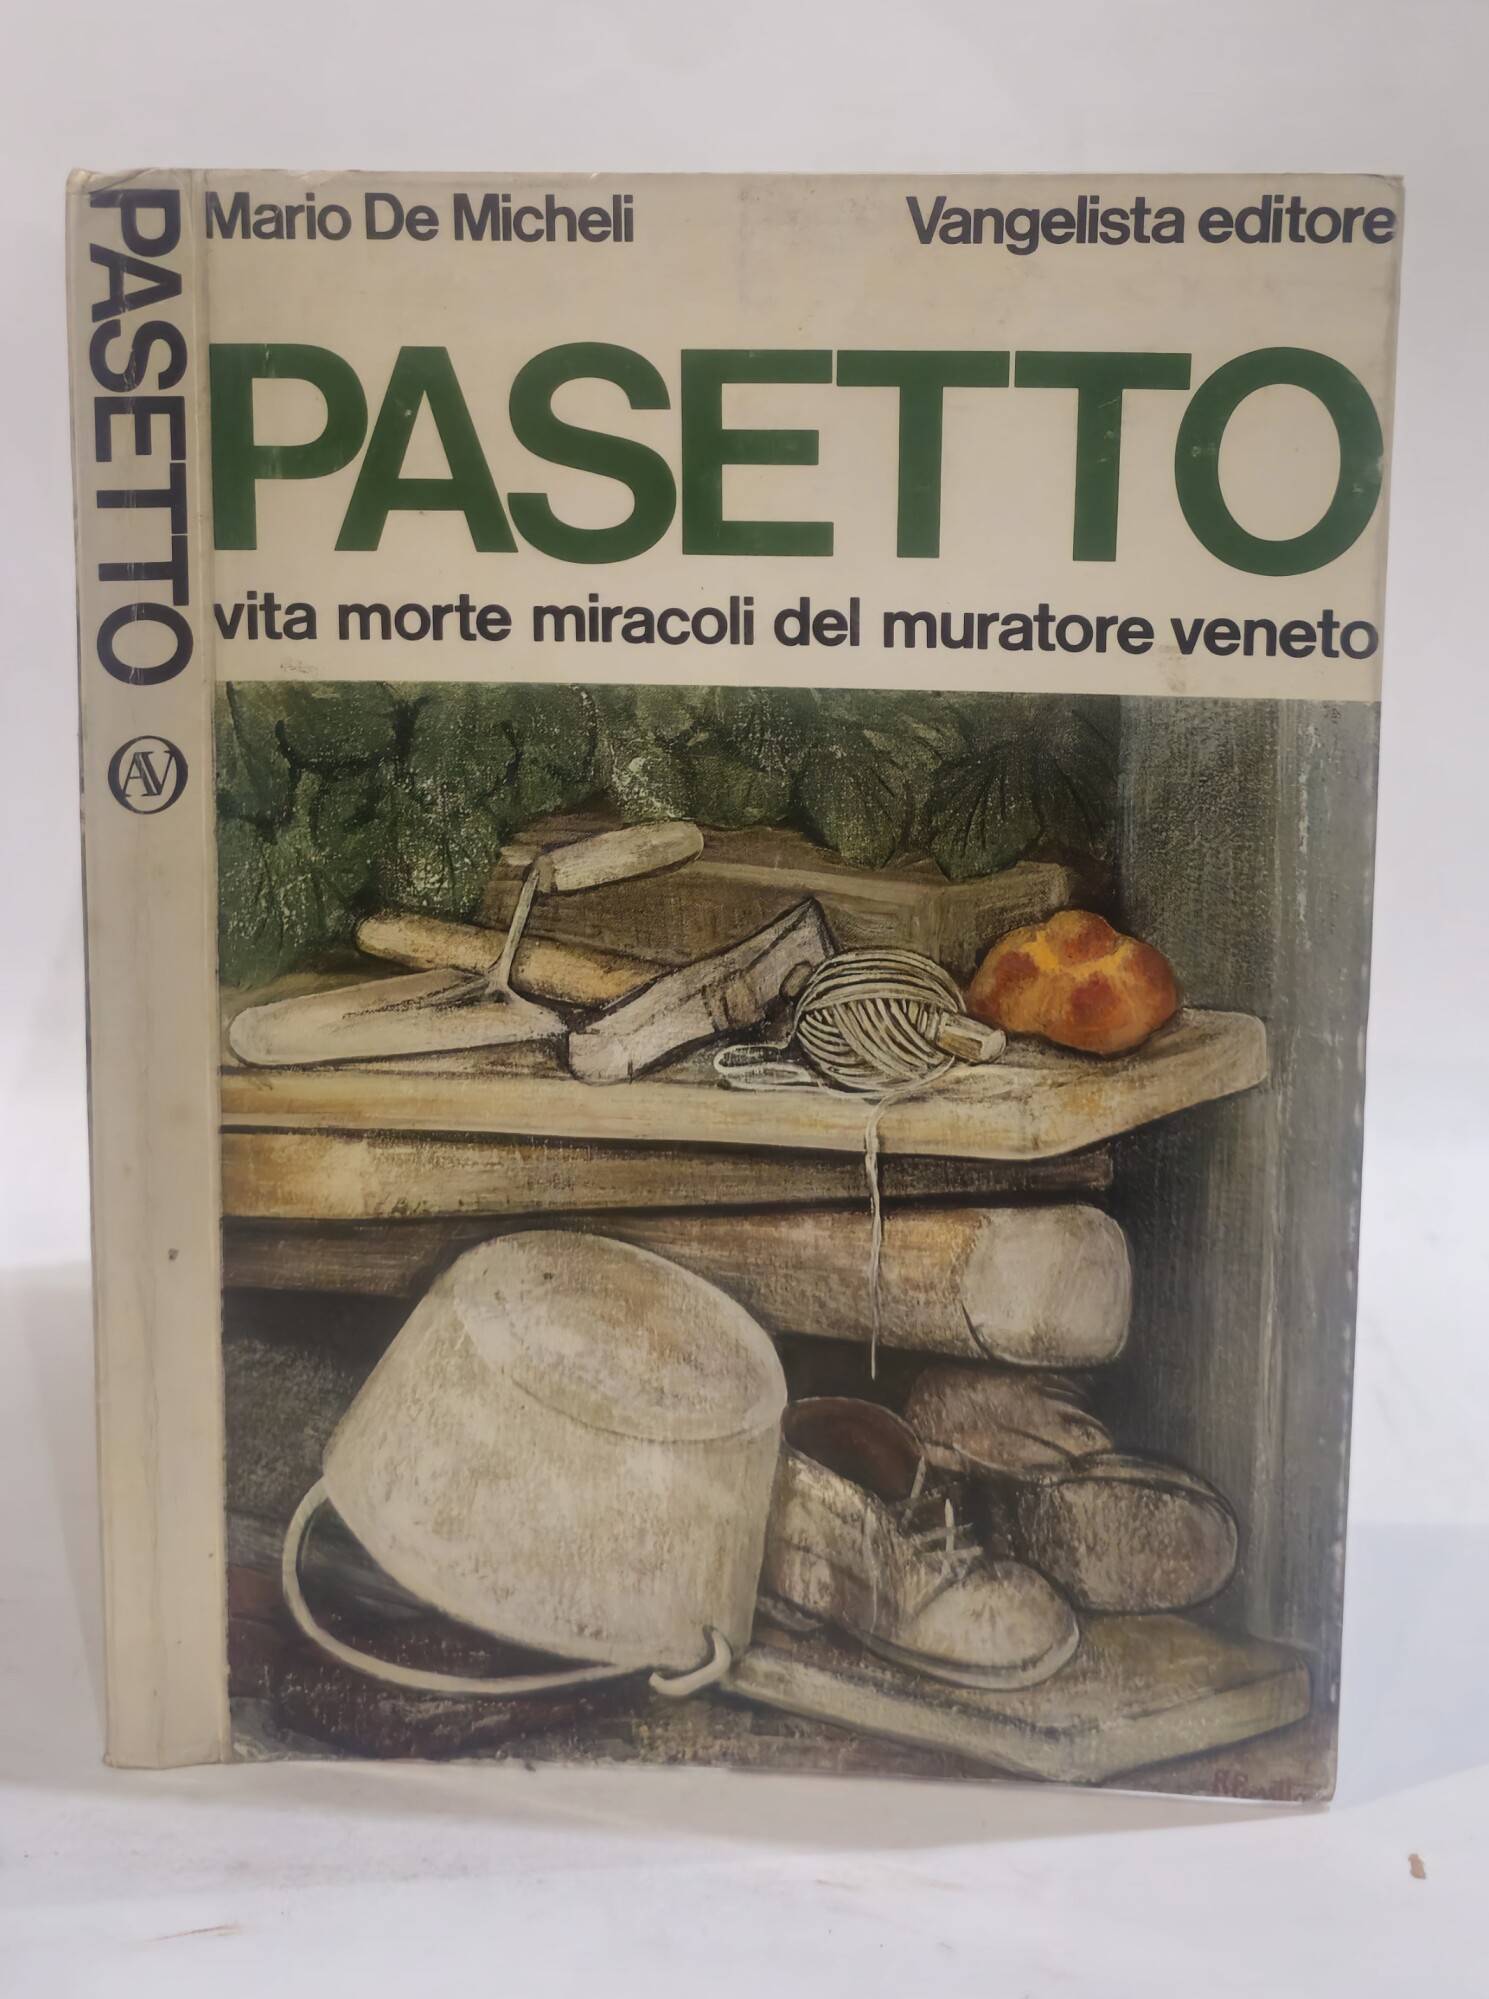 Mario De Micheli
Vangelista editore
PASETTO
vita morte miracoli del muratore veneto
PASETTO
AV